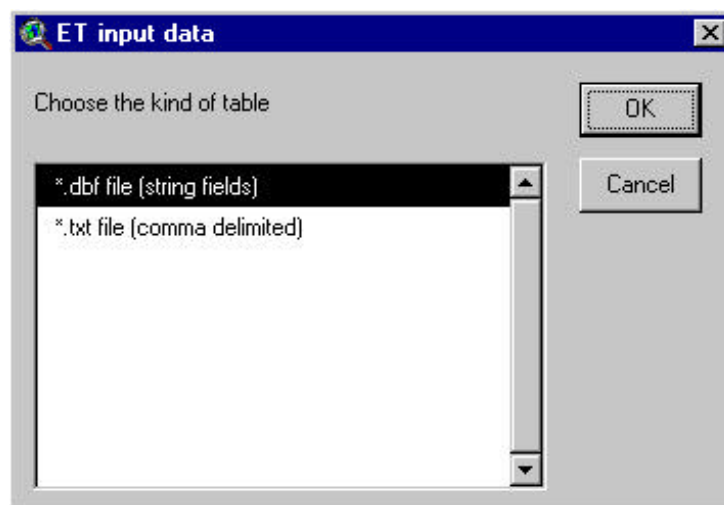 ET input data
Choose the kind of table
OK
*.dbf file (string fields)
Cancel
*.txt file (comma delimited)